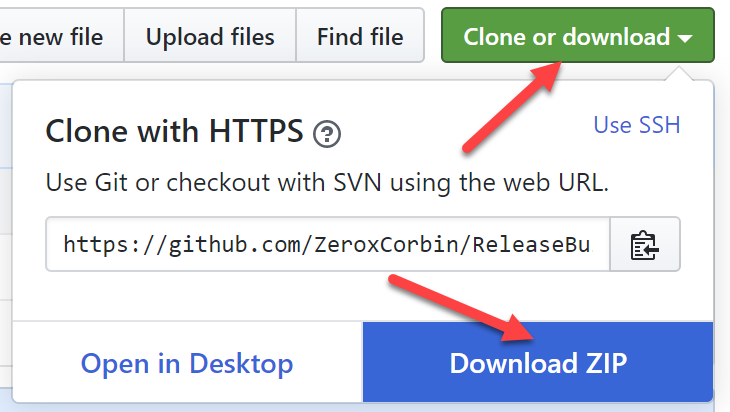 e new file
Upload files
Find file
Clone or download
Clone with HTTPS ?
Use SSH
Use Git or checkout with SVN using the web URL.
https://github.com/ZeroxCorbin/ReleaseBu
Open in Desktop
Download ZIP